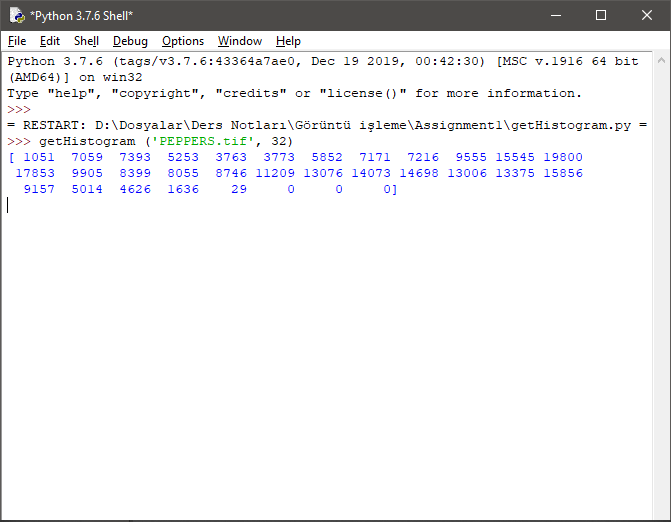 *Python 3.7.6 Shell*
File Edit Shell Debug Options Window Help
Python 3.7.6 (tags/v3.7.6:43364a7ae0, Dec 19 2019, 00:42:30) [MSC v.1916 64 bit
(AMD64)] on win32
Type "help", "copyright", "credits" or "license()" for more information.
>>>
= RESTART: D:\Dosyalar\Ders Notları\Görüntü işleme\Assignment1\getHistogram.py =
>>> getHistogram ('PEPPERS.tif', 32)
[ 1051  7059  7393  5253  3763  3773  5852  7171  7216  9555 15545 19800
 17853  9905  8399  8055  8746 11209 13076 14073 14698 13006 13375 15856
  9157  5014  4626  1636    29     0     0     0]